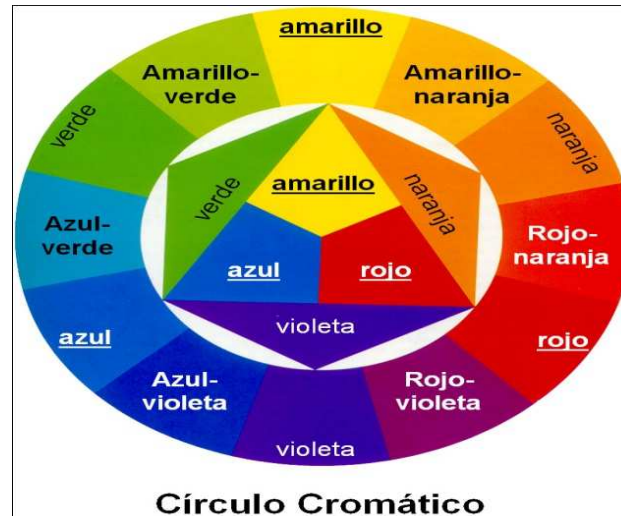 amarillo
Amarillo-
verde
Amarillo-
naranja
verde
naranja
amarillo
verde
naranja
Azul-
verde
Rojo-
naranja
azul
rojo
azul
rojo
violeta
Azul-
violeta
Rojo-
violeta
violeta
Círculo Cromático